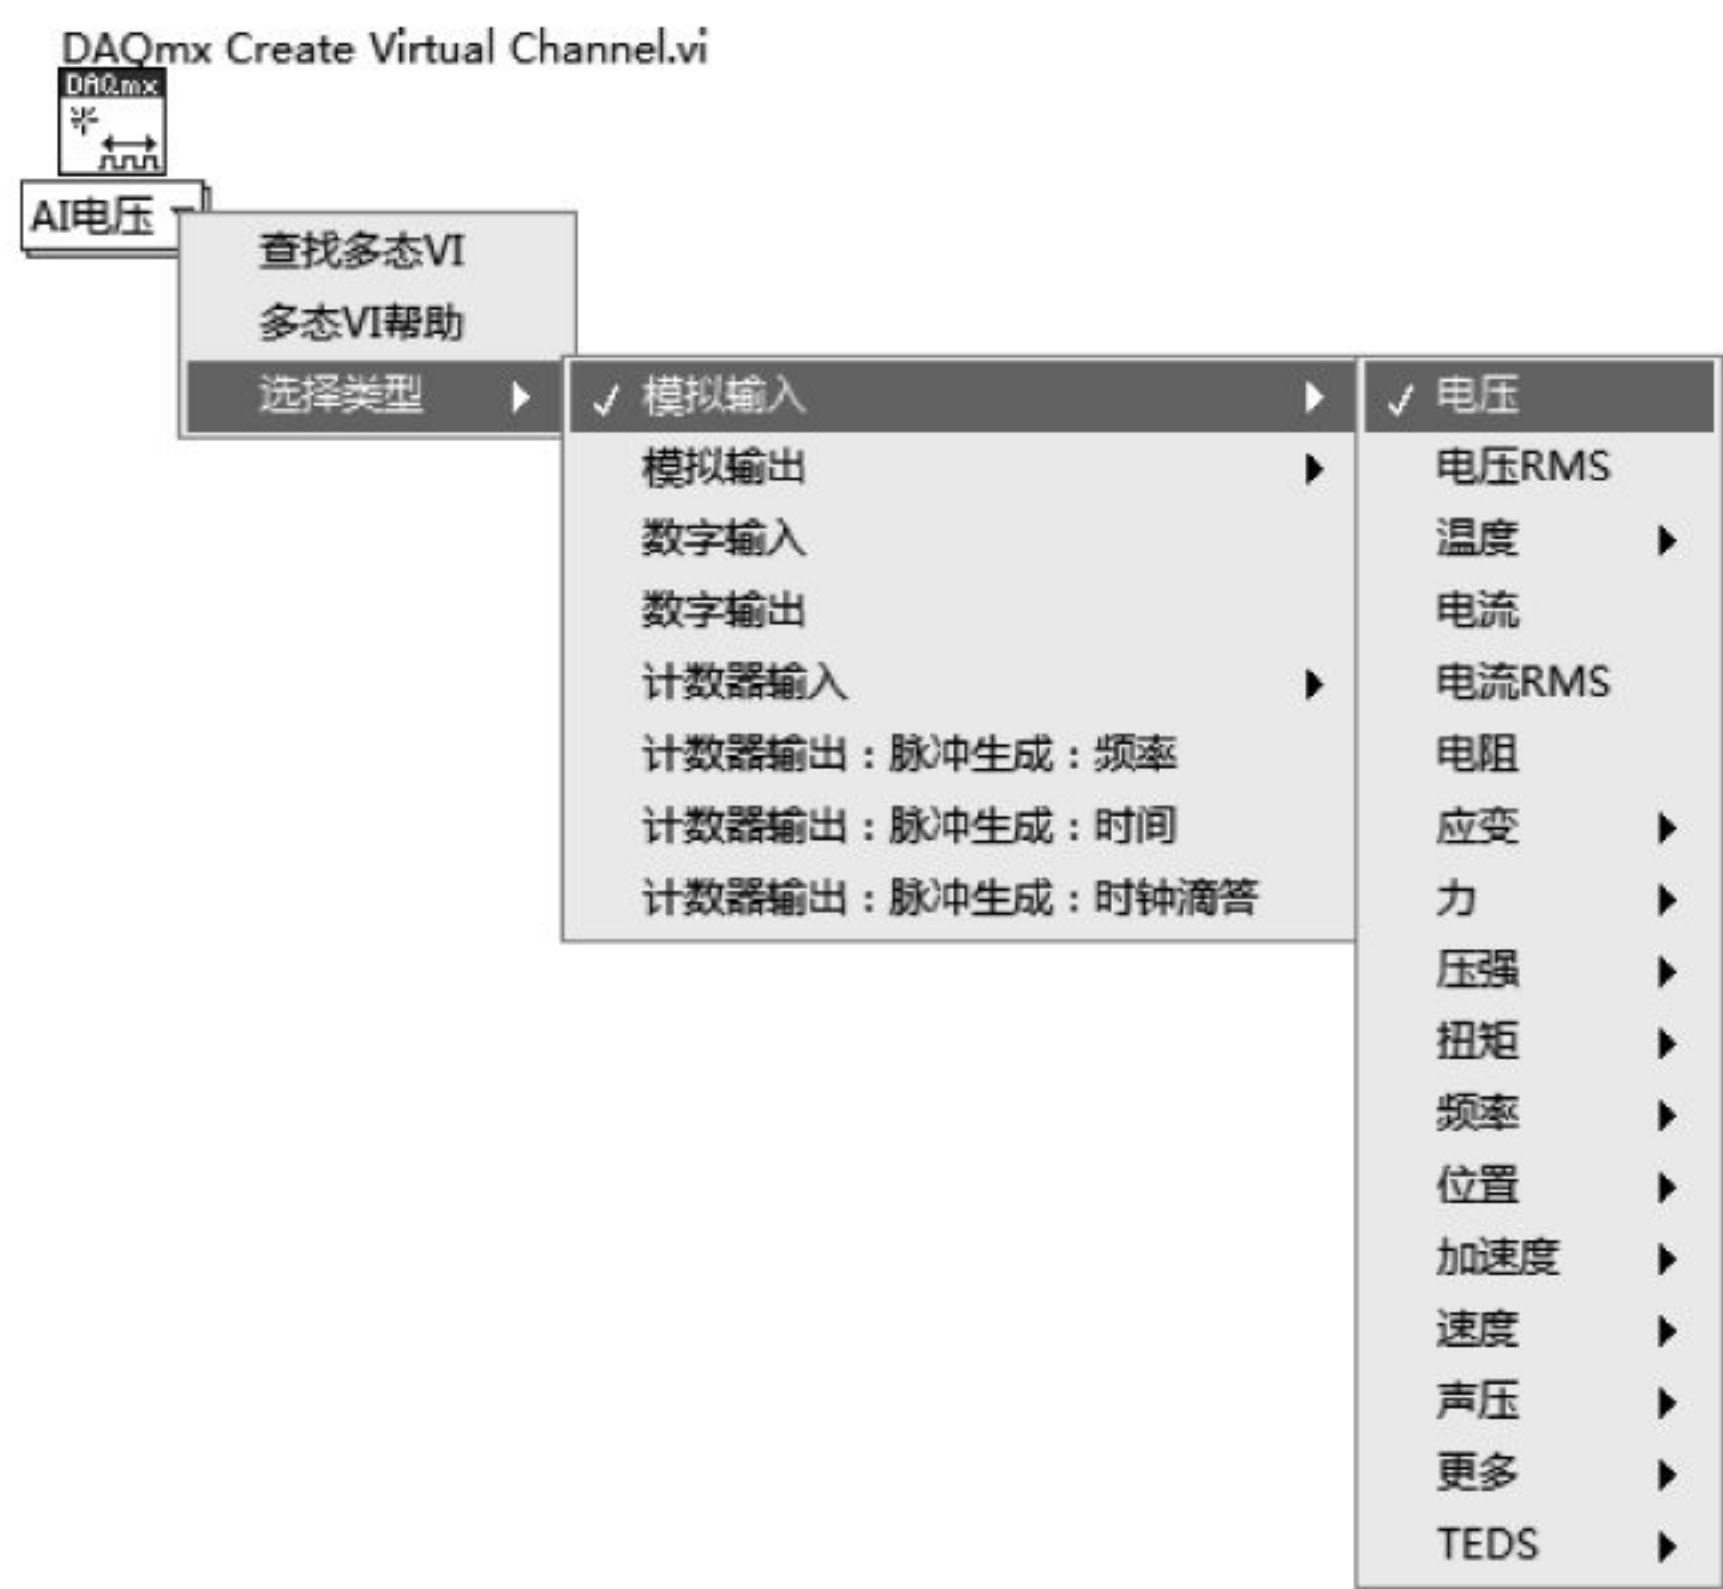 DAQmx Create Virtual Channel.vi
DAQmx
AI电压
查找多态VI
多态VI帮助
选择类型
模拟输入
模拟输出
数字输入
数字输出
计数器输入
计数器输出：脉冲生成：频率
计数器输出：脉冲生成：时间
计数器输出：脉冲生成：时钟滴答
电压
电压RMS
温度
电流
电流RMS
电阻
应变
力
压强
扭矩
频率
位置
加速度
速度
声压
更多
TEDS